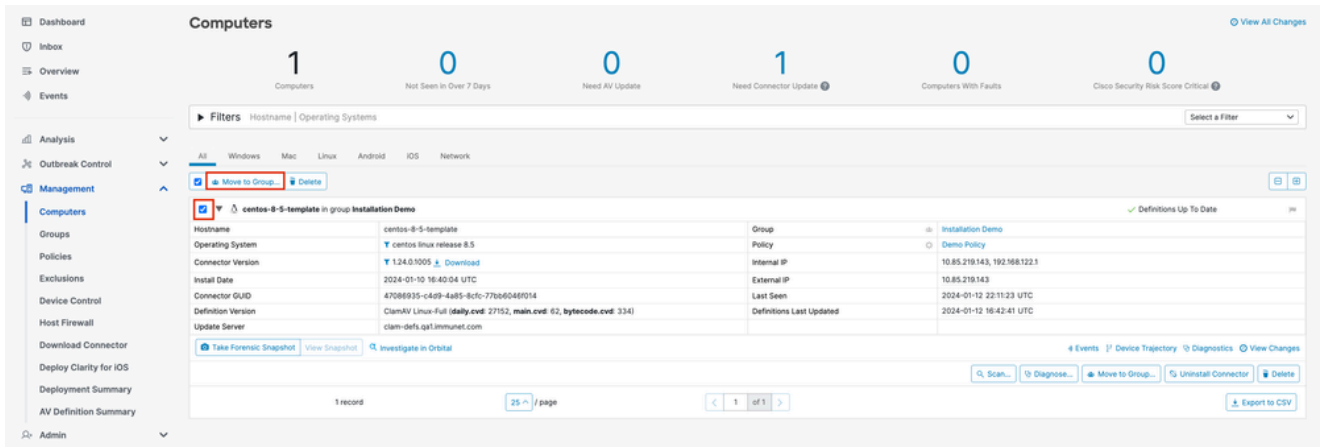 Dashboard
Inbox
Overview
Events
Analysis
Outbreak Control
Management
Computers
Groups
Policies
Exclusions
Device Control
Host Firewall
Download Connector
Deploy Clarity for iOS
Deployment Summary
AV Definition Summary
Admin
Computers
View All Changes
1 0 0 1 0 0
Computers Not Seen in Over 7 Days Need AV Update Need Connector Update Computers With Faults Cisco Security Risk Score Critical
Filters Hostname | Operating Systems Select a Filter
All Windows Mac Linux Android iOS Network
Move to Group... Delete
centos-8-5-template in group Installation Demo Definitions Up To Date
Hostname centos-8-5-template Group Installation Demo
Operating System centos linux release 8.5 Policy Demo Policy
Connector Version 1.24.0.1005 Download Internal IP 10.85.219.143, 192.168.122.1
Install Date 2024-01-10 16:40:04 UTC External IP 10.85.219.143
Connector GUID 47086935-c4d9-4a85-8cfc-77bb6046f014 Last Seen 2024-01-12 22:11:23 UTC
Definition Version ClamAV Linux-Full (daily.cvd: 27152, main.cvd: 62, bytecode.cvd: 334) Definitions Last Updated 2024-01-12 16:42:41 UTC
Update Server clam-defs.qa1.immunet.com
Take Forensic Snapshot View Snapshot Investigate in Orbital Events Device Trajectory Diagnostics View Changes
Scan... Diagnose... Move to Group... Uninstall Connector Delete
1 record 25 / page 1 of 1 Export to CSV